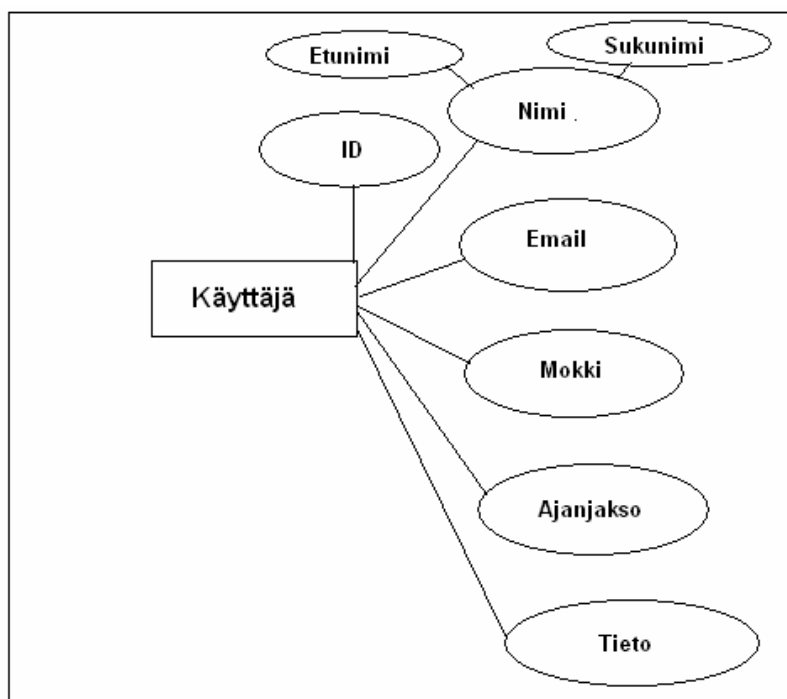 Etunimi
Sukunimi
Nimi .
ID
Email
Käyttäjä
Mokki
Ajanjakso
Tieto